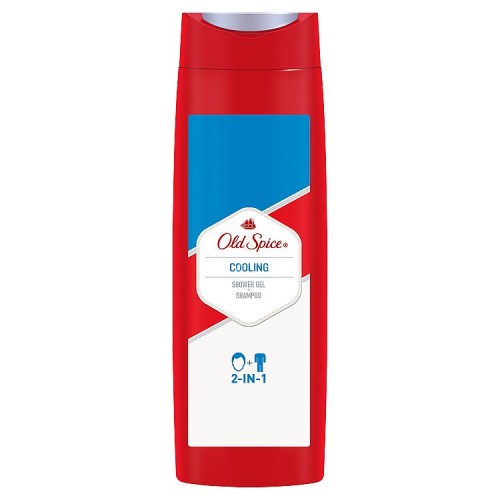 Old Spice®
COOLING
SHOWER GEL
+
SHAMPOO
+
2-IN-1